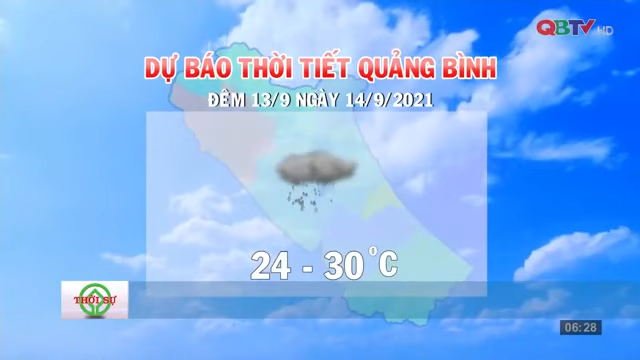 QBTV HD
DỰ BÁO THỜI TIẾT QUẢNG BÌNH
ĐÊM 13/9 NGÀY 14/9/2021
24 - 30°C
THỜI SỰ
06:28